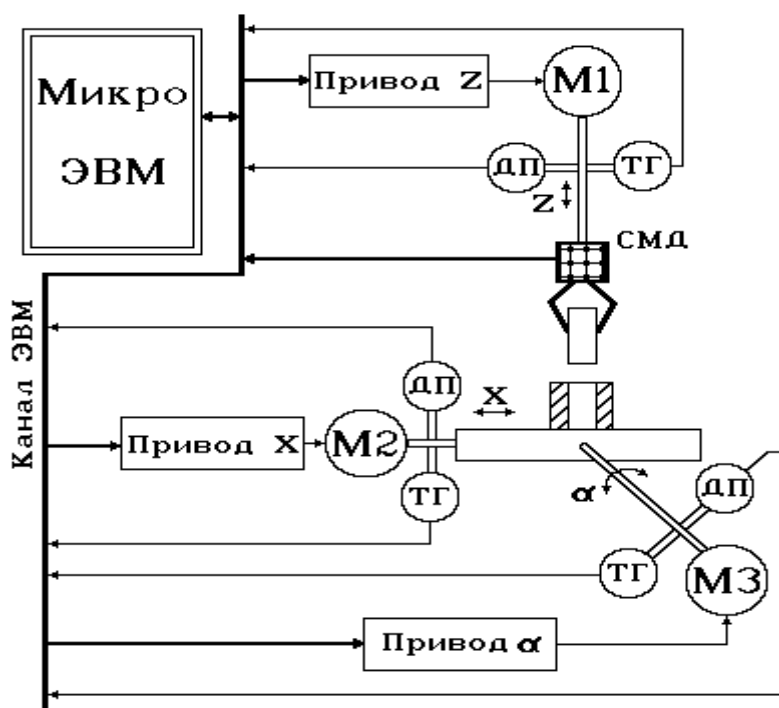 Микро
ЭВМ
Привод Z
М1
ДП
ТГ
Z
СМД
Канал ЭВМ
ДП
X
Привод X
М2
ТГ
α
ДП
ТГ
М3
Привод α